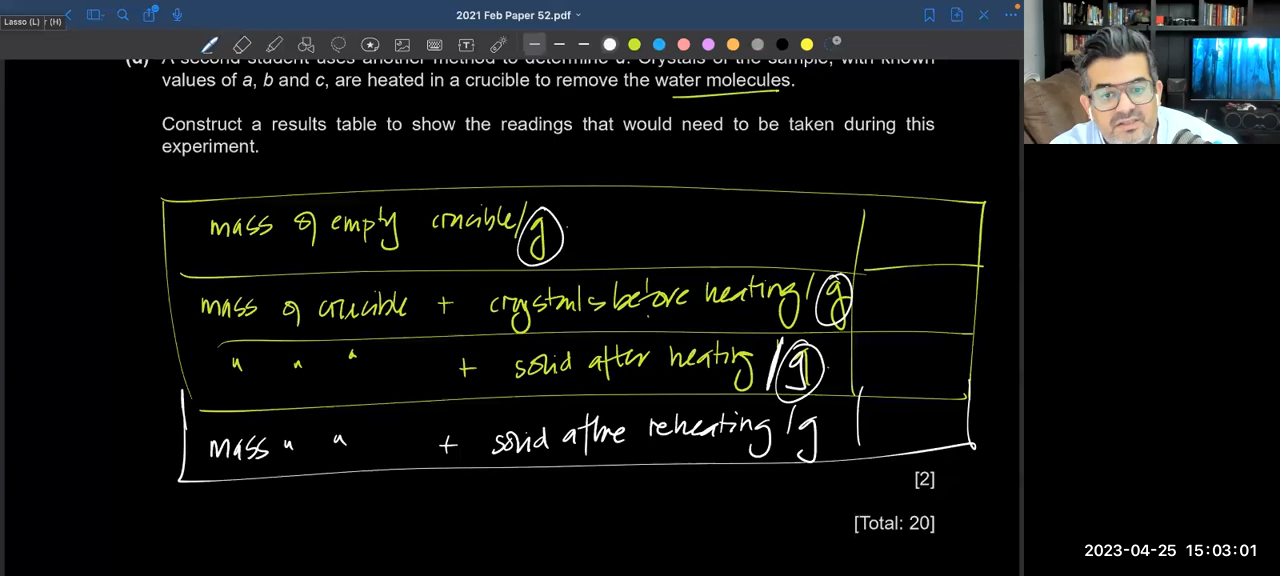 Lasso (L)
(H)
2021 Feb Paper 52.pdf
(d) A second student uses another method to determine d. Crystals of the sample, with known
values of a, b and c, are heated in a crucible to remove the water molecules.
Construct a results table to show the readings that would need to be taken during this
experiment.
mass of empty crucible/g
mass of crucible + crystals before heating/g
" " " + solid after heating/g
mass " " + solid after reheating/g
[2]
[Total: 20]
2023-04-25 15:03:01